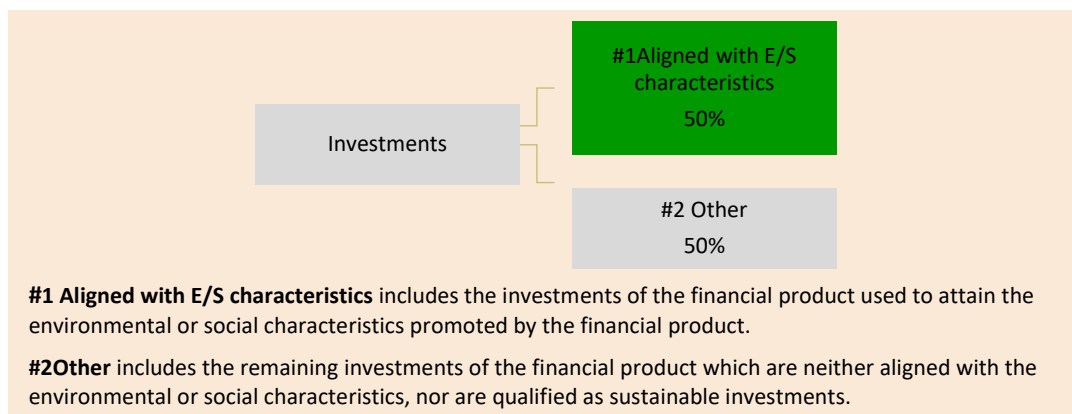 #1Aligned with E/S
characteristics
50%
Investments
#2 Other
50%
#1 Aligned with E/S characteristics includes the investments of the financial product used to attain the
environmental or social characteristics promoted by the financial product.
#2Other includes the remaining investments of the financial product which are neither aligned with the
environmental or social characteristics, nor are qualified as sustainable investments.